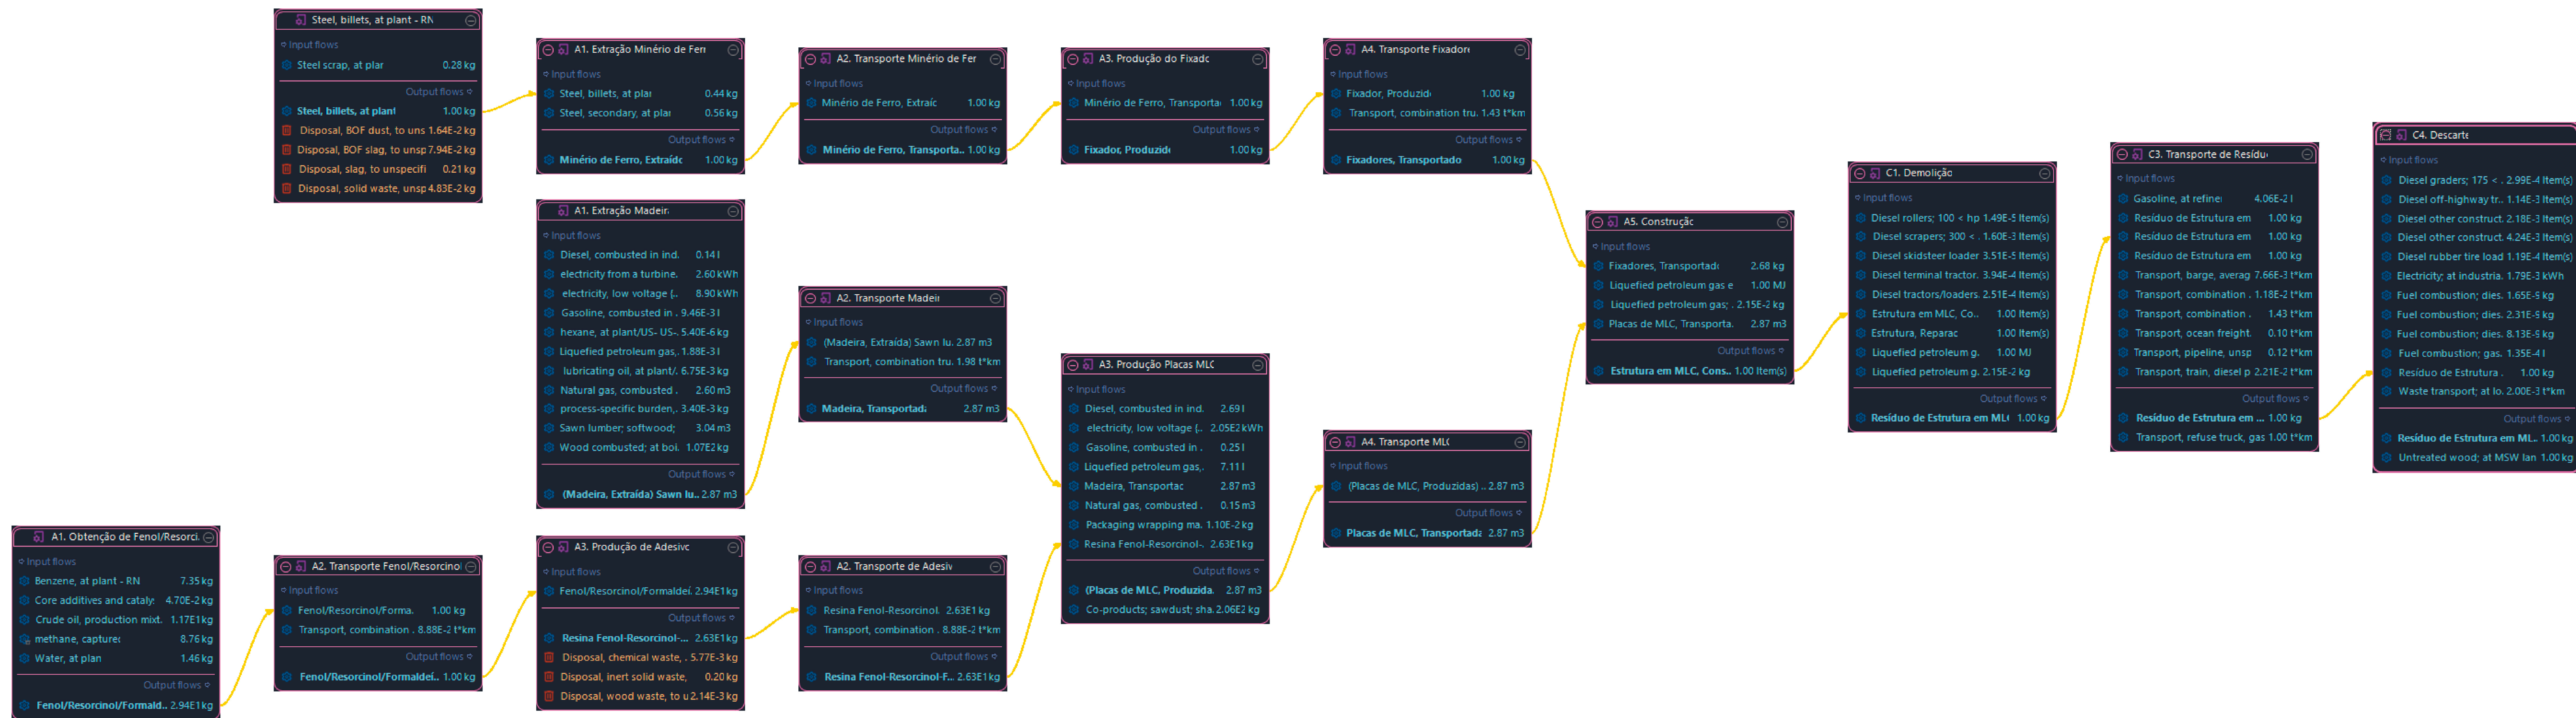 Steel, billets, at plant - RN
Input flows
Steel scrap, at plar 0.28 kg
Output flows
Steel, billets, at plant 1.00 kg
Disposal, BOF dust, to uns 1.64E-2 kg
Disposal, BOF slag, to unsp 7.94E-2 kg
Disposal, slag, to unspecifi 0.21 kg
Disposal, solid waste, unsp 4.83E-2 kg
A1. Extração Minério de Ferr
Input flows
Steel, billets, at plar 0.44 kg
Steel, secondary, at plar 0.56 kg
Output flows
Minério de Ferro, Extraídc 1.00 kg
A2. Transporte Minério de Fer
Input flows
Minério de Ferro, Extraíc 1.00 kg
Output flows
Minério de Ferro, Transporta.. 1.00 kg
A3. Produção do Fixadc
Input flows
Minério de Ferro, Transporta 1.00 kg
Output flows
Fixador, Produzido 1.00 kg
A4. Transporte Fixadore
Input flows
Fixador, Produzido 1.00 kg
Transport, combination tru. 1.43 t*km
Output flows
Fixadores, Transportado 1.00 kg
A1. Extração Madeira
Input flows
Diesel, combusted in ind. 0.14 l
electricity from a turbine. 2.60 kWh
electricity, low voltage {.. 8.90 kWh
Gasoline, combusted in . 9.46E-3 l
hexane, at plant/US- US-. 5.40E-6 kg
Liquefied petroleum gas,. 1.88E-3 l
lubricating oil, at plant/. 6.75E-3 kg
Natural gas, combusted . 2.60 m3
process-specific burden,. 3.40E-3 kg
Sawn lumber; softwood; 3.04 m3
Wood combusted; at boi. 1.07E2 kg
Output flows
(Madeira, Extraída) Sawn lu.. 2.87 m3
A2. Transporte Madeir
Input flows
(Madeira, Extraída) Sawn lu. 2.87 m3
Transport, combination tru. 1.98 t*km
Output flows
Madeira, Transportada 2.87 m3
A1. Obtenção de Fenol/Resorci.
Input flows
Benzene, at plant - RN 7.35 kg
Core additives and cataly: 4.70E-2 kg
Crude oil, production mixt. 1.17E1 kg
methane, capturec 8.76 kg
Water, at plan 1.46 kg
Output flows
Fenol/Resorcinol/Formald.. 2.94E1 kg
A2. Transporte Fenol/Resorcinol
Input flows
Fenol/Resorcinol/Forma. 1.00 kg
Transport, combination . 8.88E-2 t*km
Output flows
Fenol/Resorcinol/Formaldeí.. 1.00 kg
A3. Produção de Adesivc
Input flows
Fenol/Resorcinol/Formaldeí. 2.94E1 kg
Output flows
Resina Fenol-Resorcinol-... 2.63E1 kg
Disposal, chemical waste, . 5.77E-3 kg
Disposal, inert solid waste, 0.20 kg
Disposal, wood waste, to u 2.14E-3 kg
A2. Transporte de Adesiv
Input flows
Resina Fenol-Resorcinol. 2.63E1 kg
Transport, combination . 8.88E-2 t*km
Output flows
Resina Fenol-Resorcinol-F... 2.63E1 kg
A3. Produção Placas MLC
Input flows
Diesel, combusted in ind. 2.69 l
electricity, low voltage {.. 2.05E2 kWh
Gasoline, combusted in . 0.25 l
Liquefied petroleum gas,. 7.11 l
Madeira, Transportac 2.87 m3
Natural gas, combusted . 0.15 m3
Packaging wrapping ma. 1.10E-2 kg
Resina Fenol-Resorcinol-. 2.63E1 kg
Output flows
(Placas de MLC, Produzida. 2.87 m3
Co-products; sawdust; sha. 2.06E2 kg
A4. Transporte MLC
Input flows
(Placas de MLC, Produzidas) .. 2.87 m3
Output flows
Placas de MLC, Transportada 2.87 m3
A5. Construção
Input flows
Fixadores, Transportado 2.68 kg
Liquefied petroleum gas e 1.00 MJ
Liquefied petroleum gas; . 2.15E-2 kg
Placas de MLC, Transporta. 2.87 m3
Output flows
Estrutura em MLC, Cons.. 1.00 Item(s)
C1. Demolição
Input flows
Diesel rollers; 100 < hp 1.49E-5 Item(s)
Diesel scrapers; 300 < . 1.60E-3 Item(s)
Diesel skidsteer loader 3.51E-5 Item(s)
Diesel terminal tractor. 3.94E-4 Item(s)
Diesel tractors/loaders. 2.51E-4 Item(s)
Estrutura em MLC, Co.. 1.00 Item(s)
Estrutura, Reparac 1.00 Item(s)
Liquefied petroleum g. 1.00 MJ
Liquefied petroleum g. 2.15E-2 kg
Output flows
Resíduo de Estrutura em MLC 1.00 kg
C3. Transporte de Resíduo
Input flows
Gasoline, at refiner 4.06E-2 l
Resíduo de Estrutura em 1.00 kg
Resíduo de Estrutura em 1.00 kg
Resíduo de Estrutura em 1.00 kg
Transport, barge, averag 7.66E-3 t*km
Transport, combination . 1.18E-2 t*km
Transport, combination . 1.43 t*km
Transport, ocean freight. 0.10 t*km
Transport, pipeline, unsp 0.12 t*km
Transport, train, diesel p 2.21E-2 t*km
Output flows
Resíduo de Estrutura em ... 1.00 kg
Transport, refuse truck, gas 1.00 t*km
C4. Descarte
Input flows
Diesel graders; 175 < . 2.99E-4 Item(s)
Diesel off-highway tr.. 1.14E-3 Item(s)
Diesel other construct. 2.18E-3 Item(s)
Diesel other construct. 4.24E-3 Item(s)
Diesel rubber tire load 1.19E-4 Item(s)
Electricity; at industria. 1.79E-3 kWh
Fuel combustion; dies. 1.65E-9 kg
Fuel combustion; dies. 2.31E-9 kg
Fuel combustion; dies. 8.13E-9 kg
Fuel combustion; gas. 1.35E-4 l
Resíduo de Estrutura . 1.00 kg
Waste transport; at lo. 2.00E-3 t*km
Output flows
Resíduo de Estrutura em ML.. 1.00 kg
Untreated wood; at MSW lan 1.00 kg